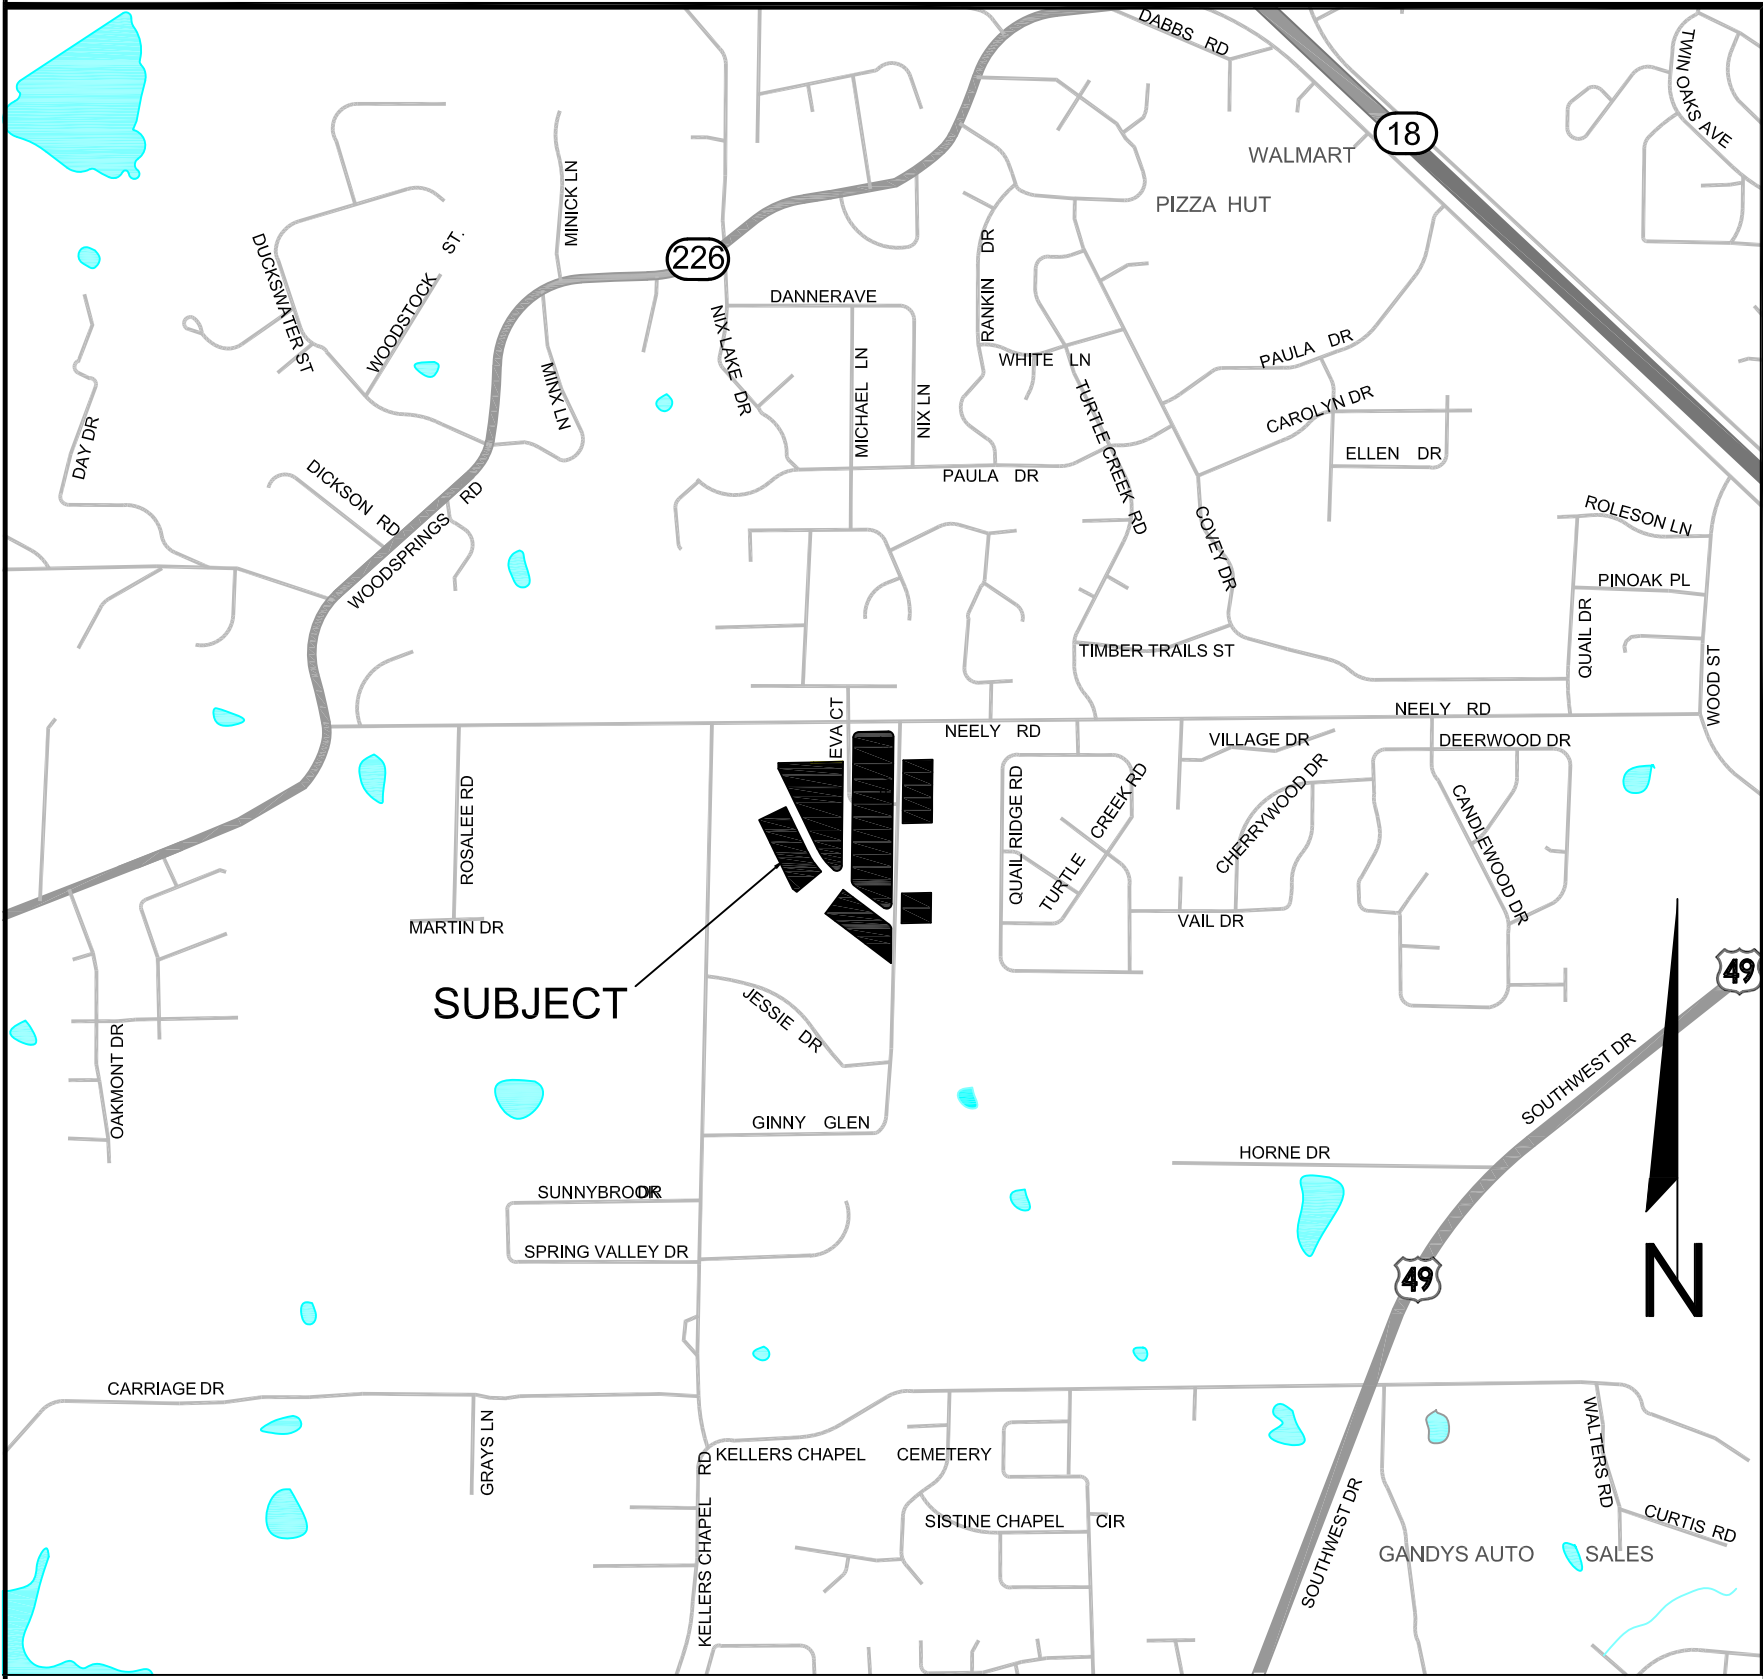 DABBS RD
TWIN OAKS AVE
18
WALMART
PIZZA HUT
MINICK LN
DUCKSWATER ST
WOODSTOCK ST.
226
DANNERAVE
RANKIN DR
NIX LAKE DR
MICHAEL LN
NIX LN
WHITE LN
PAULA DR
CAROLYN DR
ELLEN DR
MINX LN
TURTLE CREEK RD
DAY DR
DICKSON RD
WOODSPRINGS RD
PAULA DR
COVEY DR
ROLESON LN
PINOAK PL
QUAIL DR
TIMBER TRAILS ST
WOOD ST
EVA CT
NEELY RD
NEELY RD
VILLAGE DR
DEERWOOD DR
ROSALEE RD
QUAIL RIDGE RD
TURTLE CREEK RD
CHERRYWOOD DR
CANDLEWOOD DR
MARTIN DR
VAIL DR
SUBJECT
49
JESSIE DR
OAKMONT DR
SOUTHWEST DR
GINNY GLEN
HORNE DR
SUNNYBROOK DR
SPRING VALLEY DR
49
N
CARRIAGE DR
GRAYS LN
KELLERS CHAPEL CEMETERY
KELLERS CHAPEL RD
WALTERS RD
SISTINE CHAPEL CIR
CURTIS RD
SOUTHWEST DR
GANDYS AUTO SALES